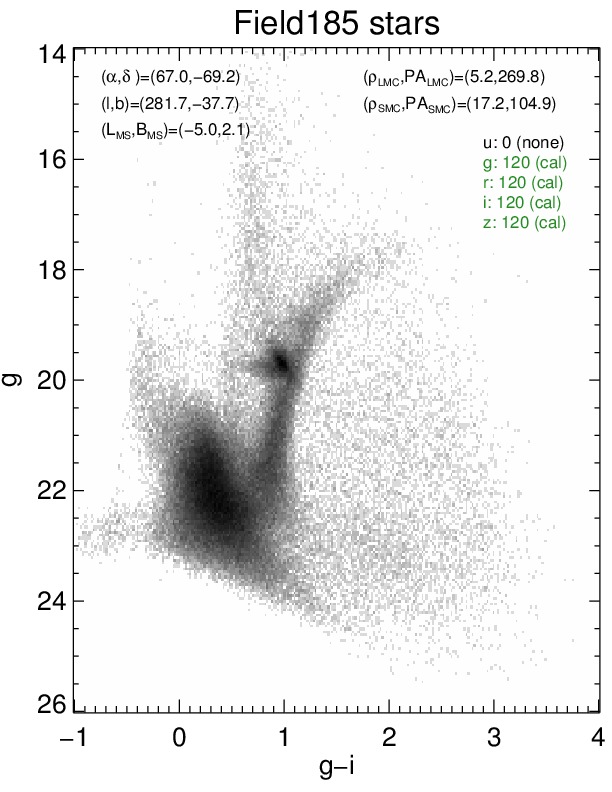 Field185 stars
(α,δ )=(67.0,−69.2)
(ρLMC,PALMC)=(5.2,269.8)
(l,b)=(281.7,−37.7)
(ρSMC,PASMC)=(17.2,104.9)
(LMS,BMS)=(−5.0,2.1)
u: 0 (none)
g: 120 (cal)
r: 120 (cal)
i: 120 (cal)
z: 120 (cal)
14
16
18
20
22
24
26
g
−1 0 1 2 3 4
g−i